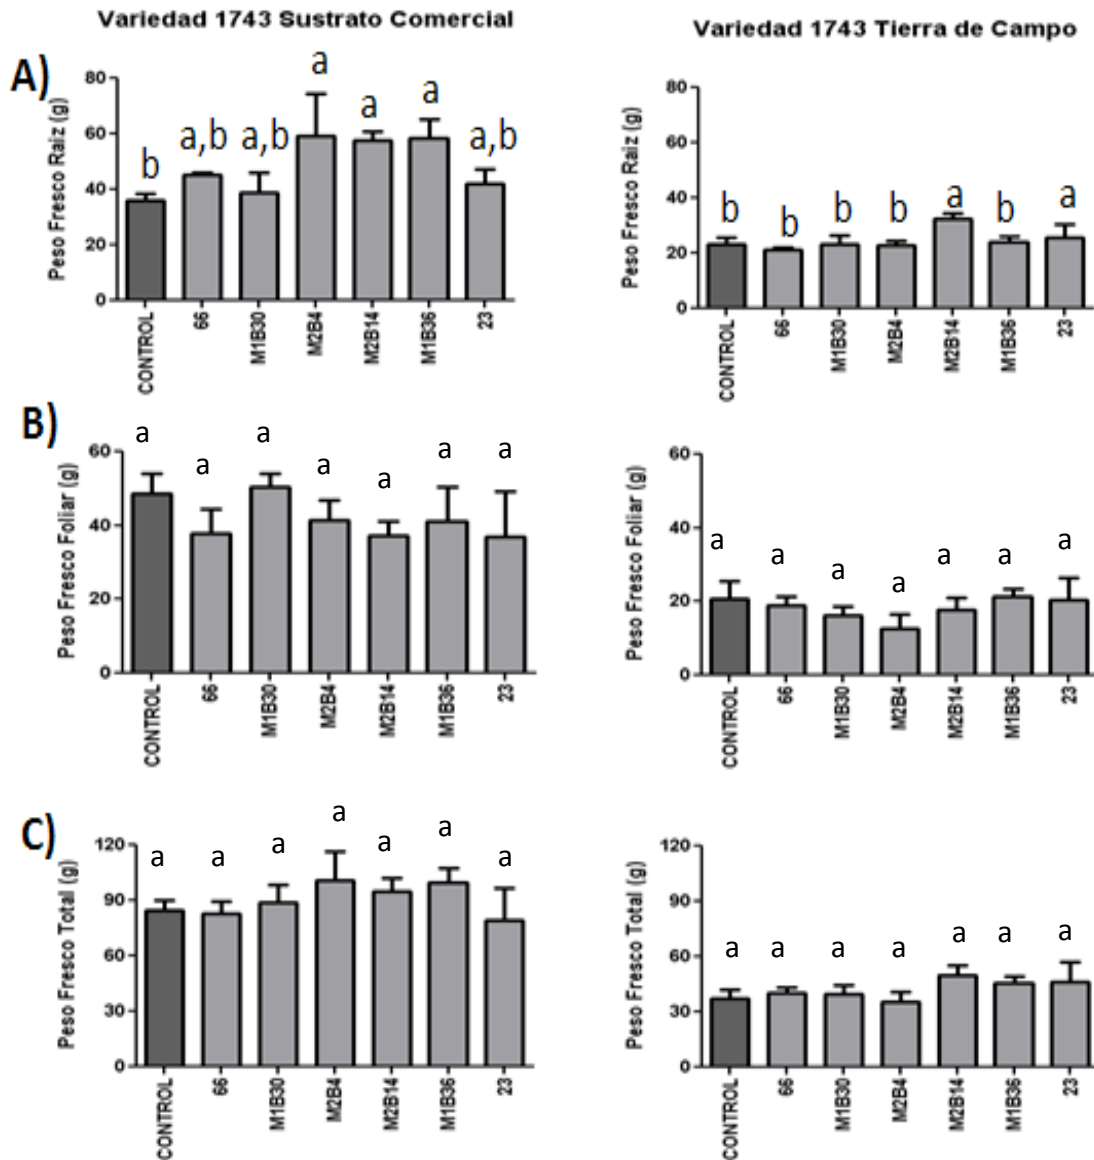 Variedad 1743 Sustrato Comercial
Variedad 1743 Tierra de Campo
A)
Peso Fresco Raiz (g)
80
60
40
20
0
b
a,b
a,b
a
a
a
a,b
CONTROL
66
M1B30
M2B4
M2B14
M1B36
23
Peso Fresco Raiz (g)
80
60
40
20
0
b
b
b
b
a
b
a
CONTROL
66
M1B30
M2B4
M2B14
M1B36
23
B)
Peso Fresco Foliar (g)
60
40
20
0
a
a
a
a
a
a
a
CONTROL
66
M1B30
M2B4
M2B14
M1B36
23
Peso Fresco Foliar (g)
60
40
20
0
a
a
a
a
a
a
a
CONTROL
66
M1B30
M2B4
M2B14
M1B36
23
C)
Peso Fresco Total (g)
120
90
60
30
0
a
a
a
a
a
a
a
CONTROL
66
M1B30
M2B4
M2B14
M1B36
23
Peso Fresco Total (g)
120
90
60
30
0
a
a
a
a
a
a
a
CONTROL
66
M1B30
M2B4
M2B14
M1B36
23